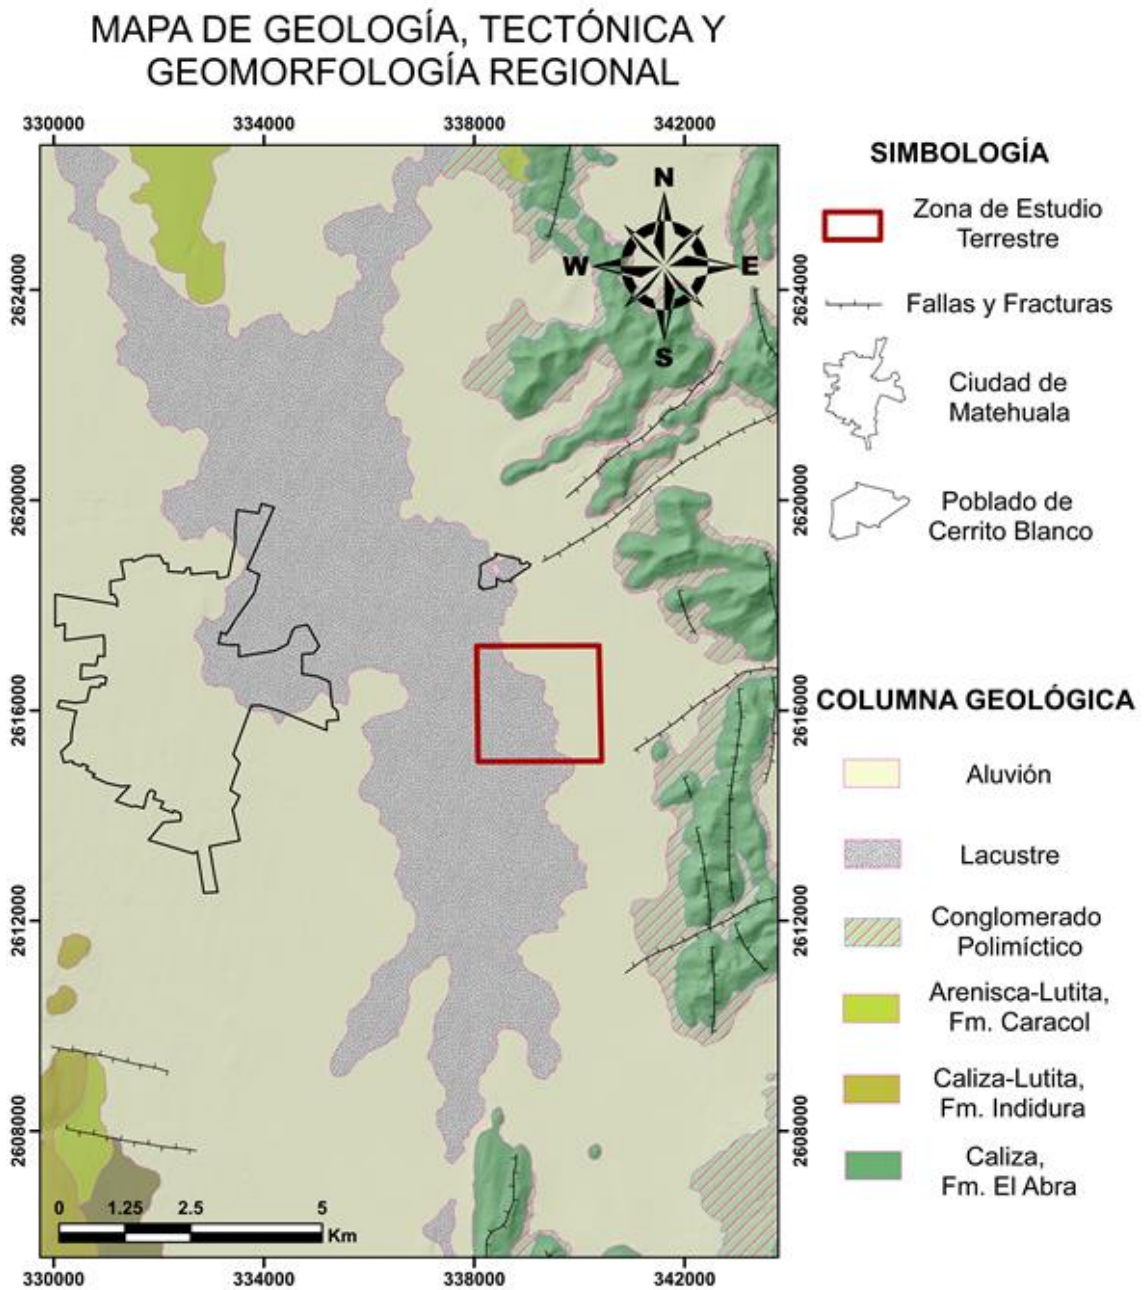 MAPA DE GEOLOGÍA, TECTÓNICA Y
GEOMORFOLOGÍA REGIONAL
330000
334000
338000
342000
2624000
2620000
2616000
2612000
2608000
N
W
E
S
2624000
2620000
2616000
2612000
2608000
0
1.25
2.5
5
Km
330000
334000
338000
342000
SIMBOLOGÍA
Zona de Estudio
Terrestre
Fallas y Fracturas
Ciudad de
Matehuala
Poblado de
Cerrito Blanco
COLUMNA GEOLÓGICA
Aluvión
Lacustre
Conglomerado
Polimíctico
Arenisca-Lutita,
Fm. Caracol
Caliza-Lutita,
Fm. Indidura
Caliza,
Fm. El Abra